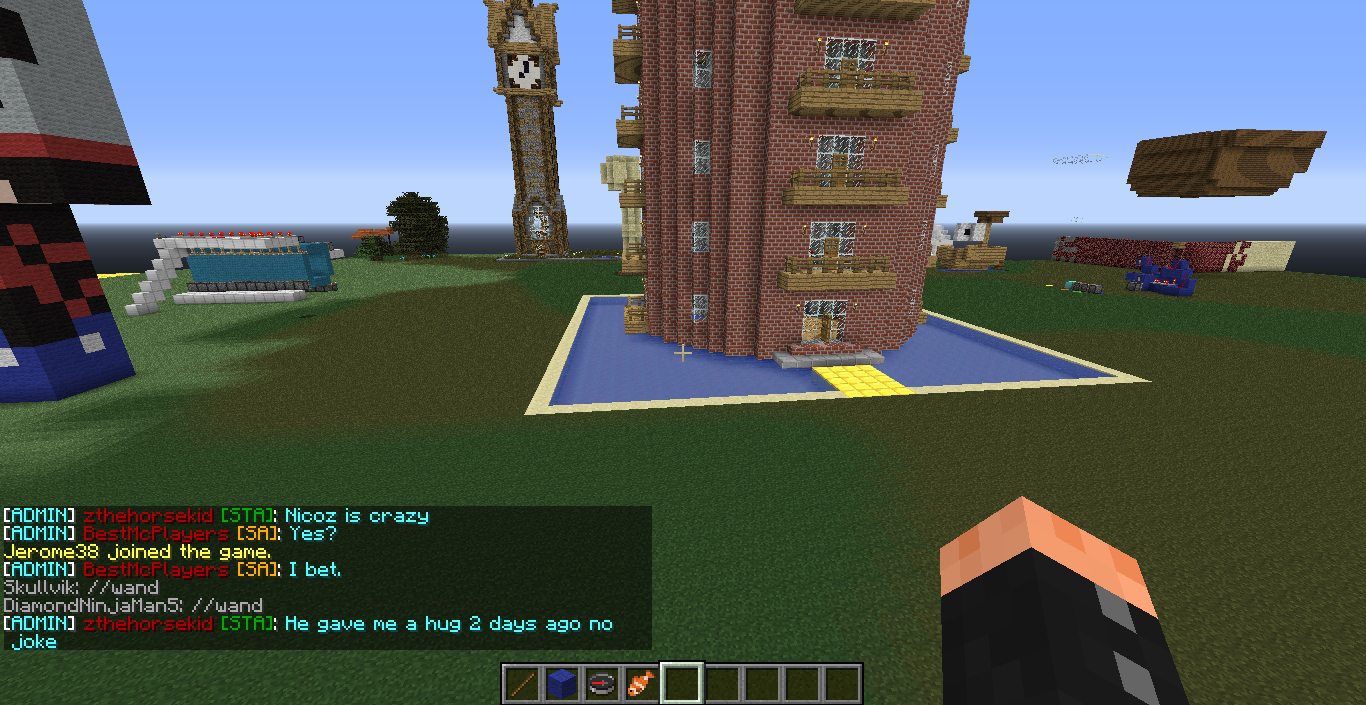 [ADMIN] zthehorsekid [STA]: Nicoz is crazy
[ADMIN] BestMcPlayers [SA]: Yes?
Jerome38 joined the game.
[ADMIN] BestMcPlayers [SA]: I bet.
Skullvik: //wand
DiamondNinjaMan5: //wand
[ADMIN] zthehorsekid [STA]: He gave me a hug 2 days ago no
joke